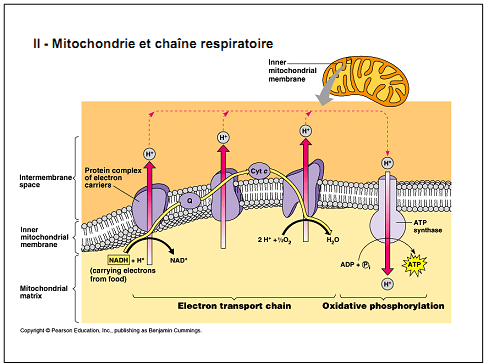 II - Mitochondrie et chaîne respiratoire
Inner
mitochondrial
membrane
H⁺
H⁺
H⁺
H⁺
Intermembrane
space
Protein complex
of electron
carriers
Q
Cyt c
Inner
mitochondrial
membrane
ATP
synthase
NADH + H⁺
NAD⁺
(carrying electrons
from food)
2 H⁺ + ½O₂
H₂O
ADP + Pi
ATP
H⁺
Mitochondrial
matrix
Electron transport chain
Oxidative phosphorylation
Copyright © Pearson Education, Inc., publishing as Benjamin Cummings.